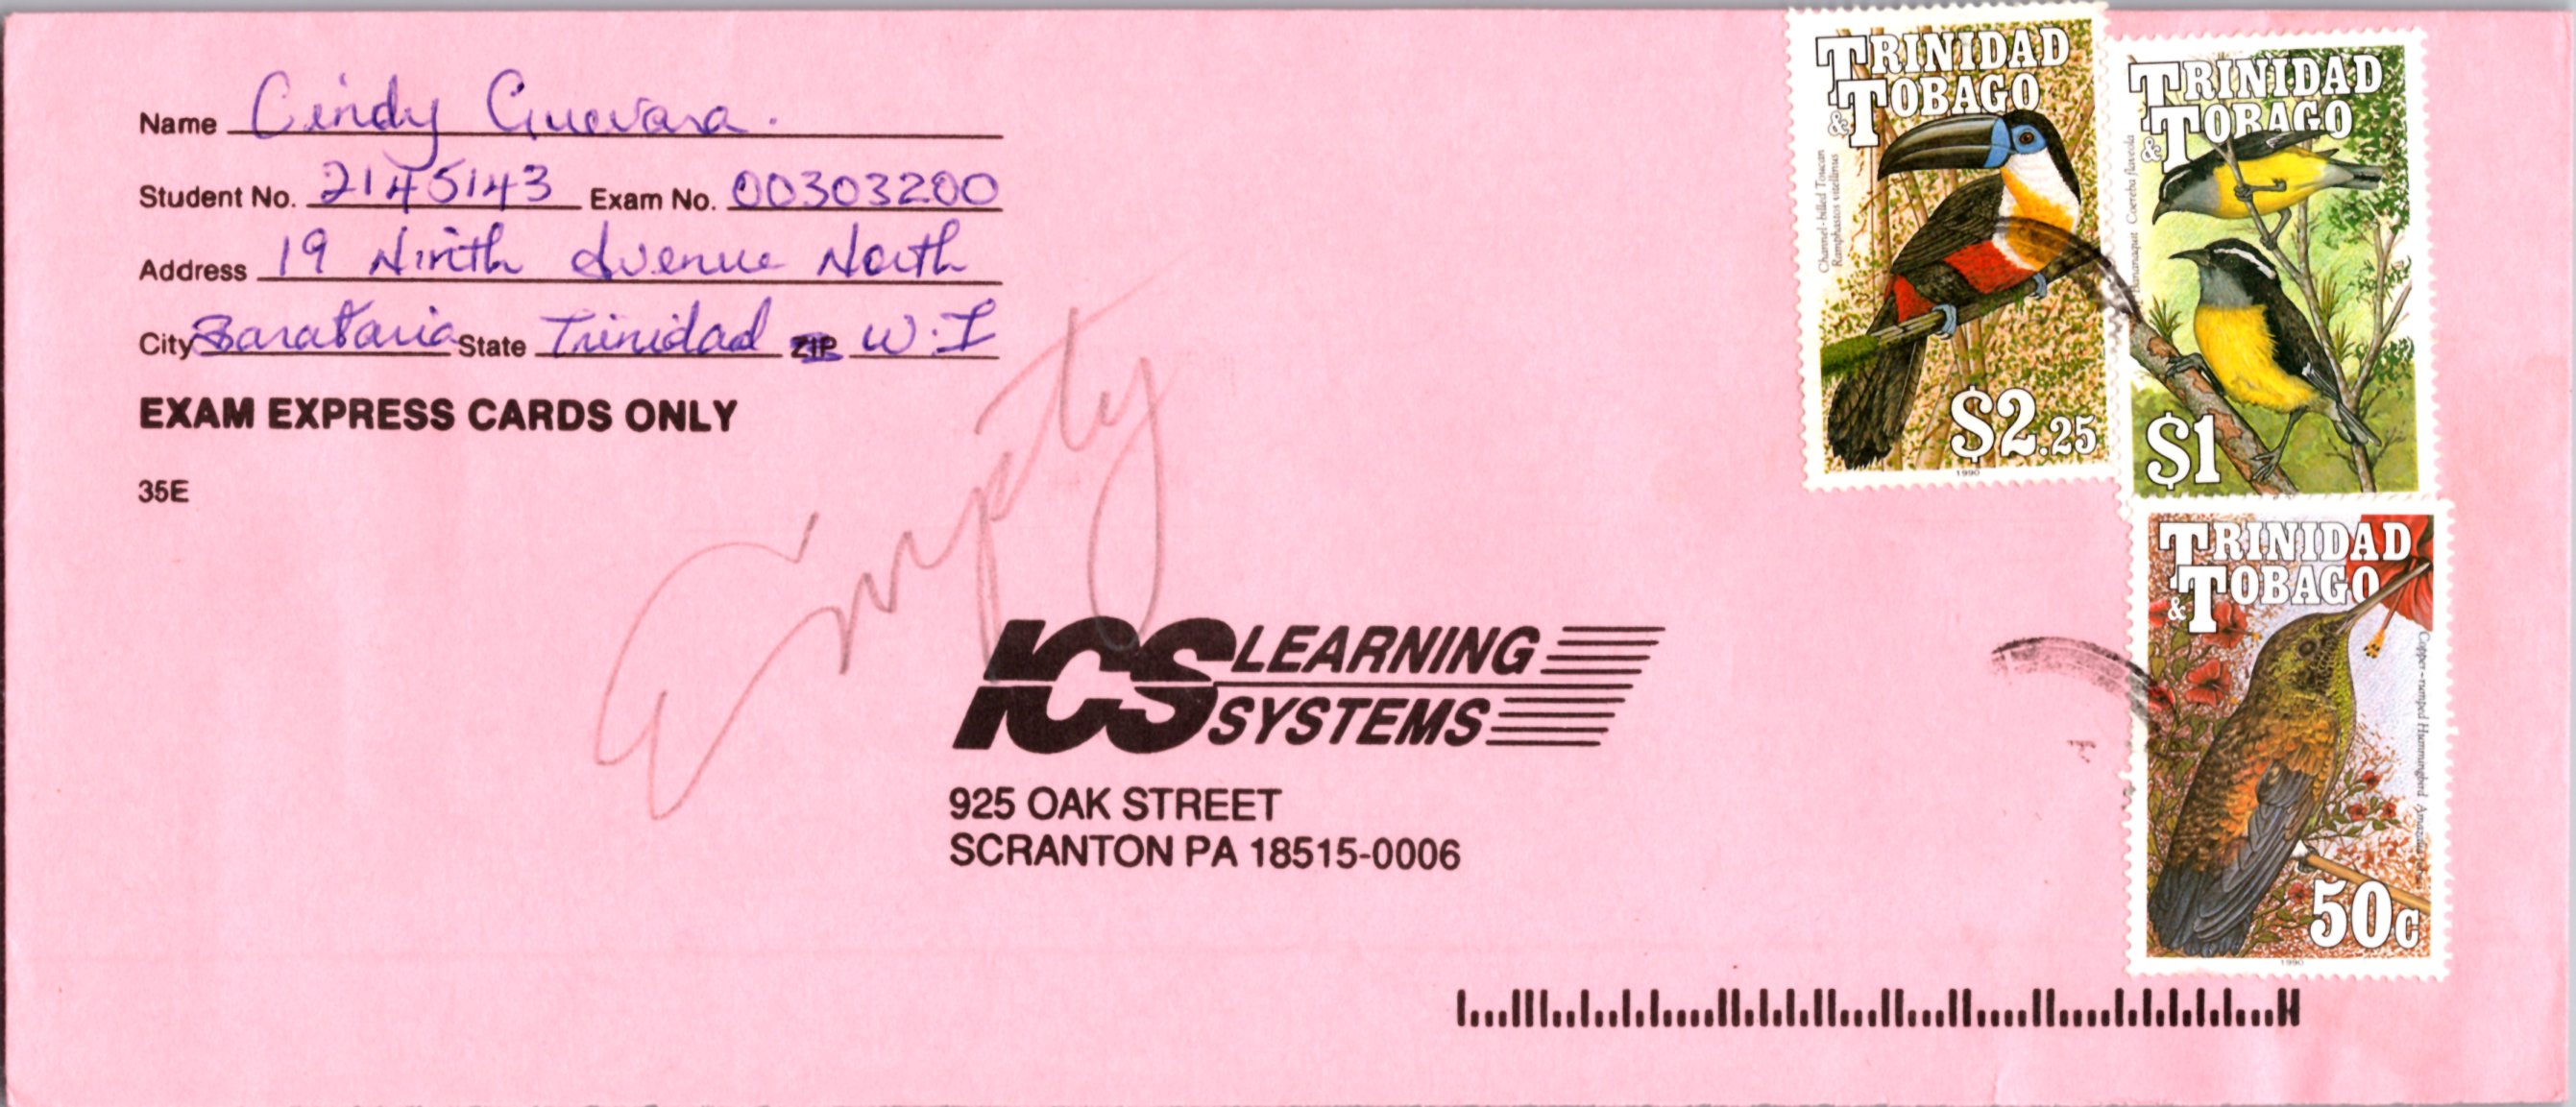 Name Cindy Guevara.
Student No. 2145143 Exam No. 00303200
Address 19 Ninth Avenue North
City Barataria State Trinidad ZIP W.I
EXAM EXPRESS CARDS ONLY
35E
Empty
ICS LEARNING
SYSTEMS
925 OAK STREET
SCRANTON PA 18515-0006
TRINIDAD
& TOBAGO
Channel-billed Toucan
Ramphastos vitellinus
$2.25
1990
TRINIDAD
& TOBAGO
Bananaquit Coereba flaveola
$1
TRINIDAD
& TOBAGO
Copper-rumped Hummingbird
50c
1990